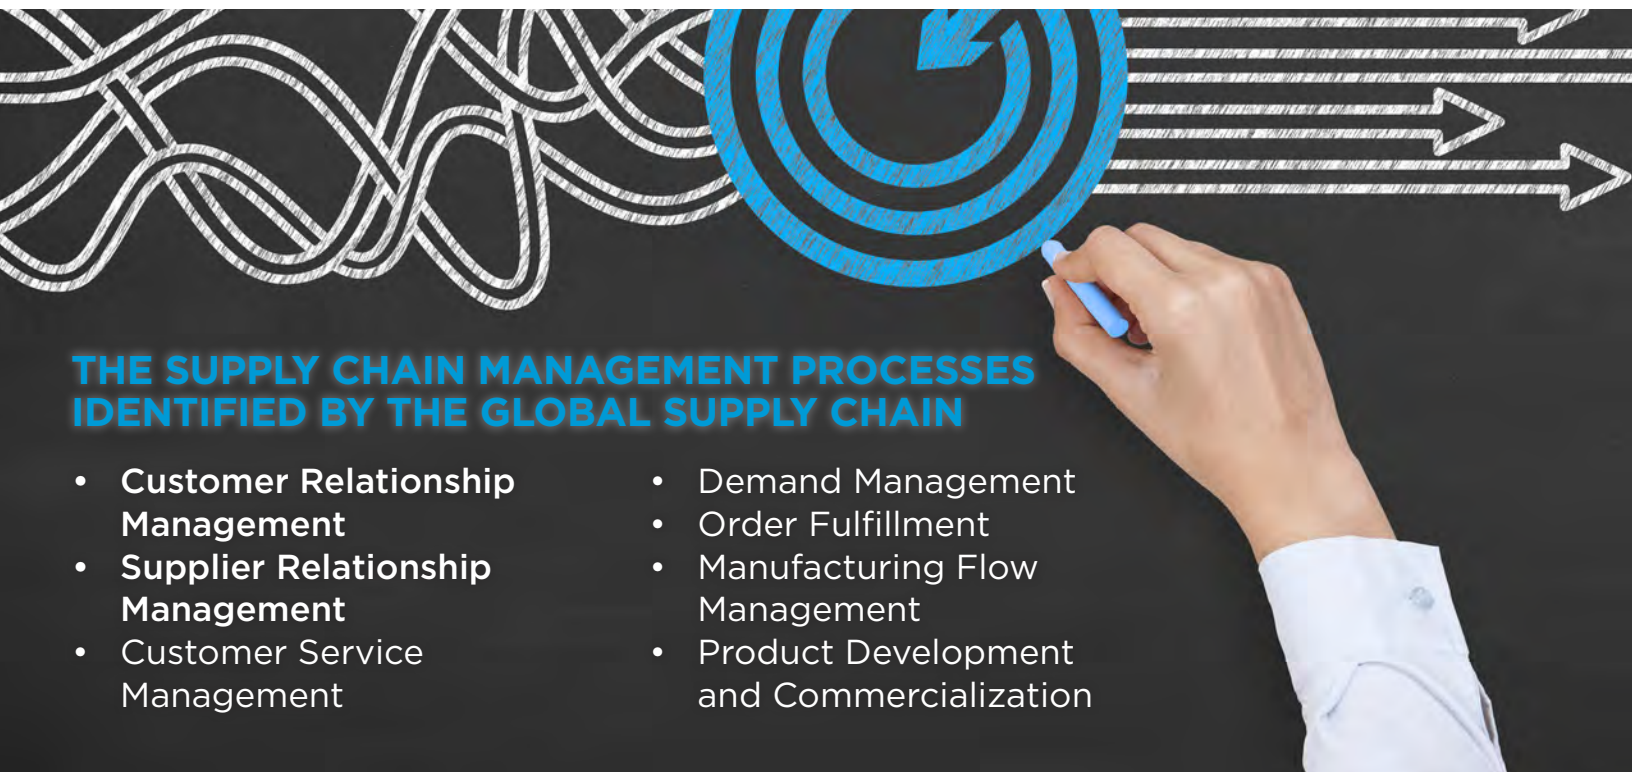 THE SUPPLY CHAIN MANAGEMENT PROCESSES
IDENTIFIED BY THE GLOBAL SUPPLY CHAIN
• Customer Relationship
Management
• Supplier Relationship
Management
• Customer Service
Management
• Demand Management
• Order Fulfillment
• Manufacturing Flow
Management
• Product Development
and Commercialization